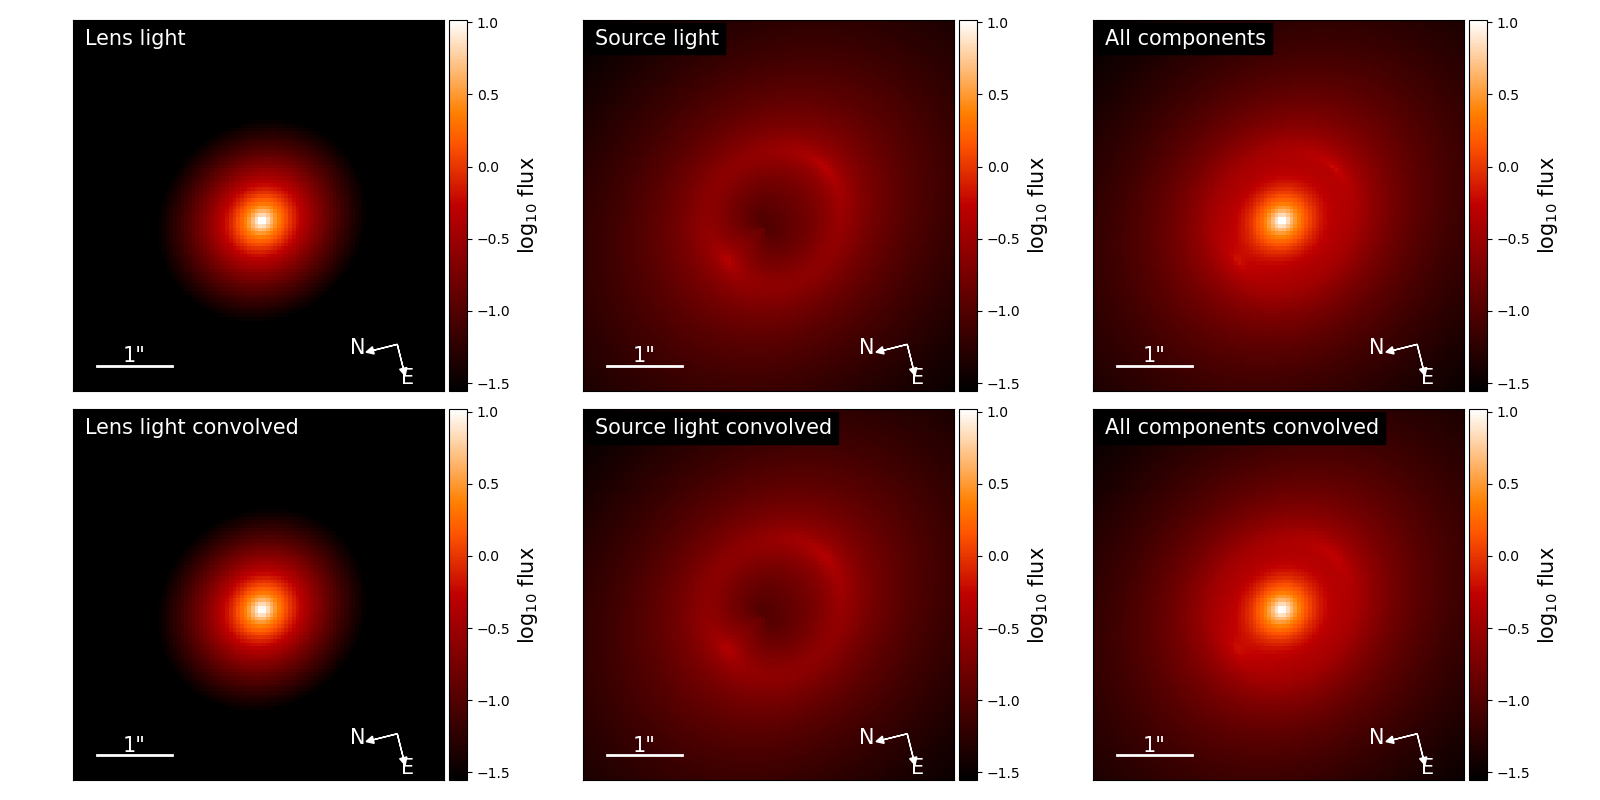 Lens light
1"
N
E
1.0
0.5
0.0
−0.5
−1.0
−1.5
log₁₀ flux
Source light
1"
N
E
1.0
0.5
0.0
−0.5
−1.0
−1.5
log₁₀ flux
All components
1"
N
E
1.0
0.5
0.0
−0.5
−1.0
−1.5
log₁₀ flux
Lens light convolved
1"
N
E
1.0
0.5
0.0
−0.5
−1.0
−1.5
log₁₀ flux
Source light convolved
1"
N
E
1.0
0.5
0.0
−0.5
−1.0
−1.5
log₁₀ flux
All components convolved
1"
N
E
1.0
0.5
0.0
−0.5
−1.0
−1.5
log₁₀ flux